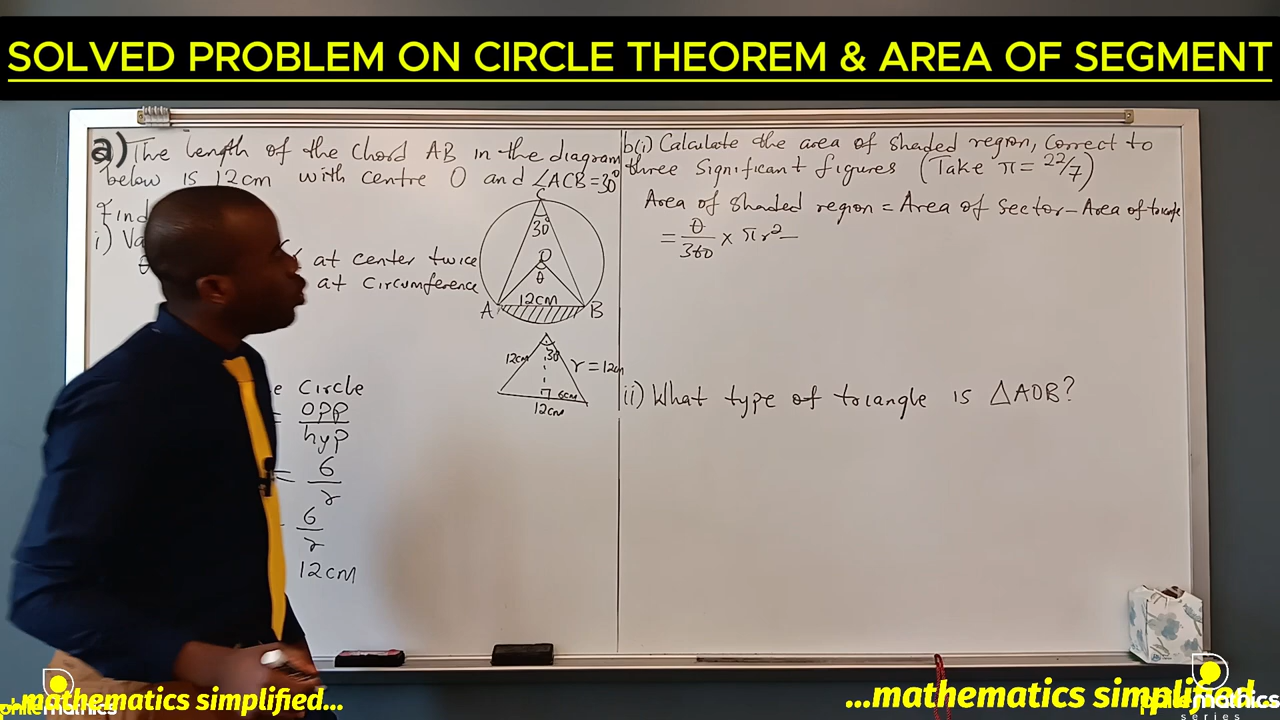 SOLVED PROBLEM ON CIRCLE THEOREM & AREA OF SEGMENT
a) The length of the chord AB in the diagram
below is 12cm with centre O and ∠ACB=30°
Find
i)
θ
at center twice
at circumference
e circle
= opp/hyp
= 6/r
6/r
12cm
C
30°
O
θ
12cm
A
B
12cm
30°
r=12cm
6cm
12cm
b(i) Calculate the area of shaded region, correct to
three significant figures (Take π=22/7)
Area of shaded region = Area of sector – Area of triangle
= θ/360 × πr² –
ii) What type of triangle is △AOB?
...mathematics simplified...
...mathematics simplified...
mathics
series